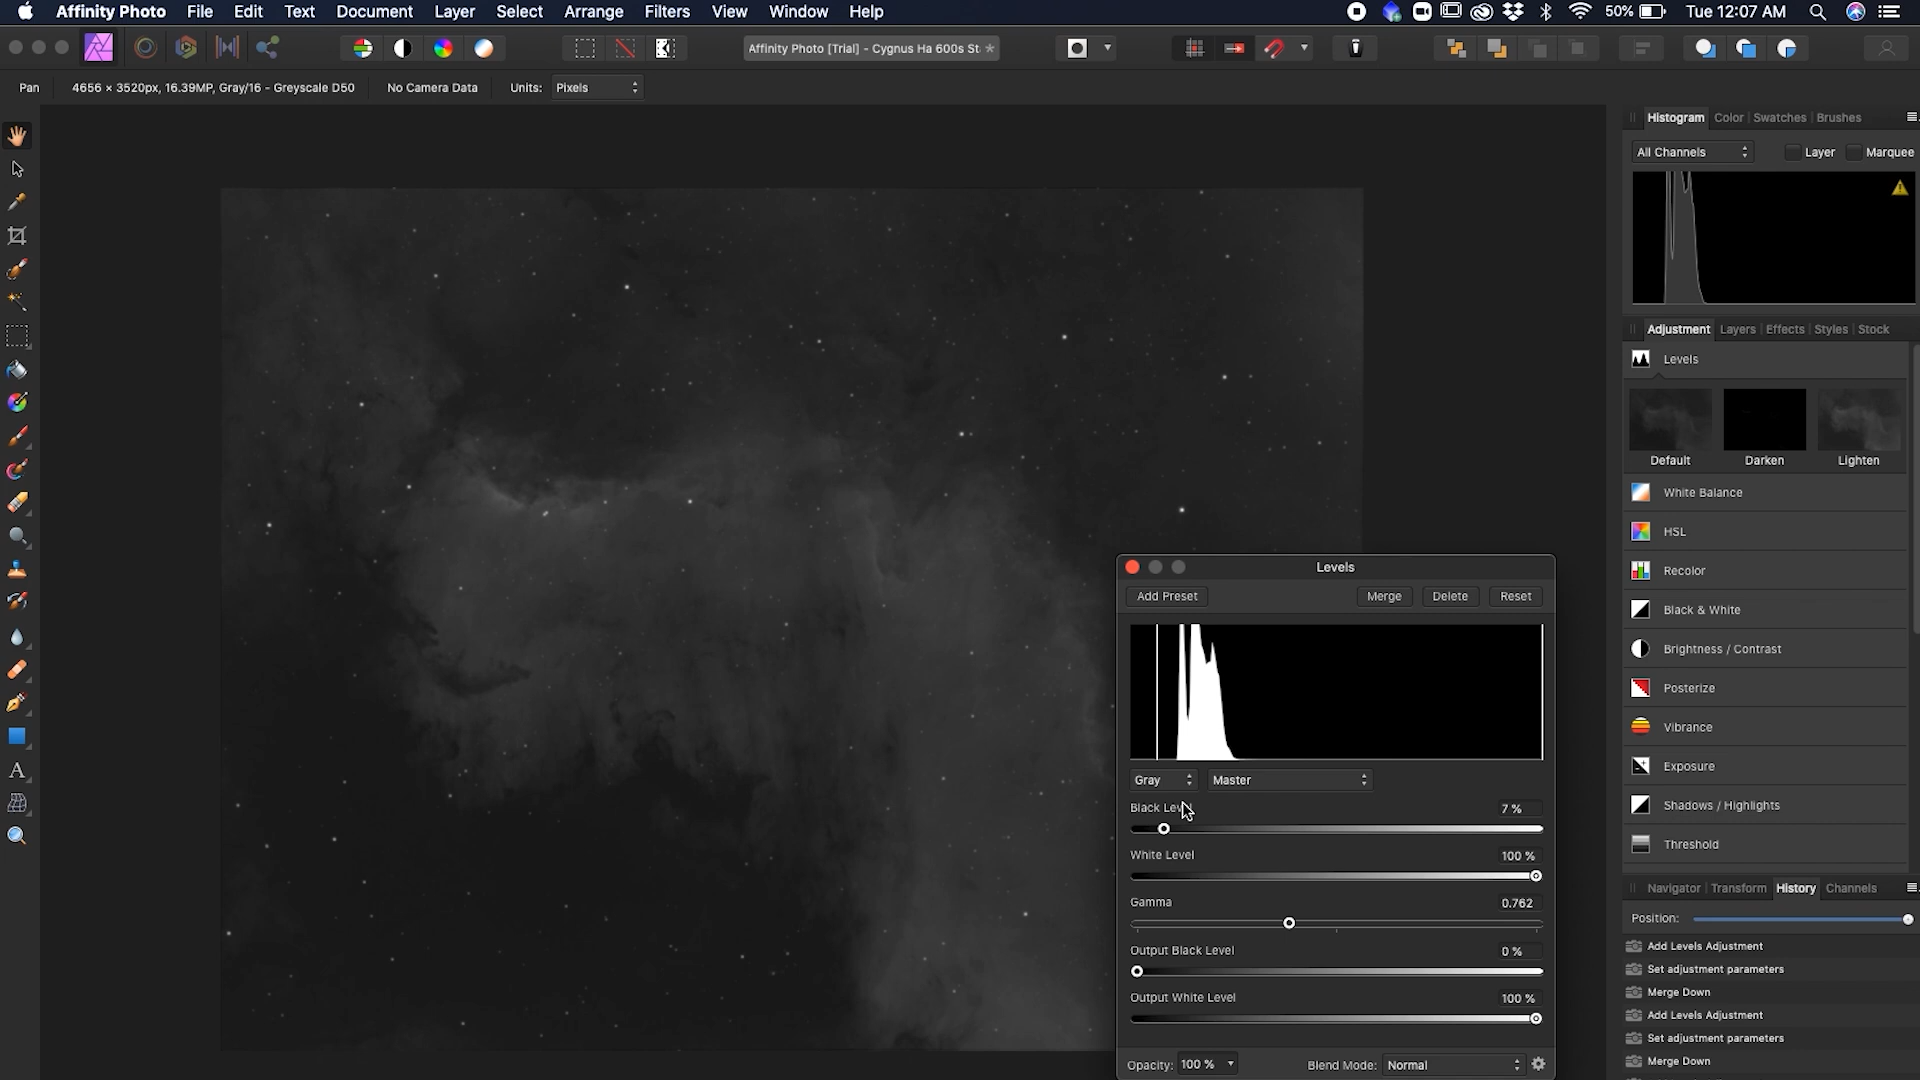 Affinity Photo File Edit Text Document Layer Select Arrange Filters View Window Help 50% Tue 12:07 AM
Affinity Photo [Trial] - Cygnus Ha 600s St
Pan 4656 × 3520px, 16.39MP, Gray/16 - Greyscale D50 No Camera Data Units: Pixels
Histogram Color Swatches Brushes
All Channels Layer Marquee
Adjustment Layers Effects Styles Stock
Levels
Default Darken Lighten
White Balance
HSL
Recolor
Black & White
Brightness / Contrast
Posterize
Vibrance
Exposure
Shadows / Highlights
Threshold
Levels
Add Preset Merge Delete Reset
Gray Master
Black Level 7 %
White Level 100 %
Gamma 0.762
Output Black Level 0 %
Output White Level 100 %
Opacity: 100 % Blend Mode: Normal
Navigator Transform History Channels
Position:
Add Levels Adjustment
Set adjustment parameters
Merge Down
Add Levels Adjustment
Set adjustment parameters
Merge Down